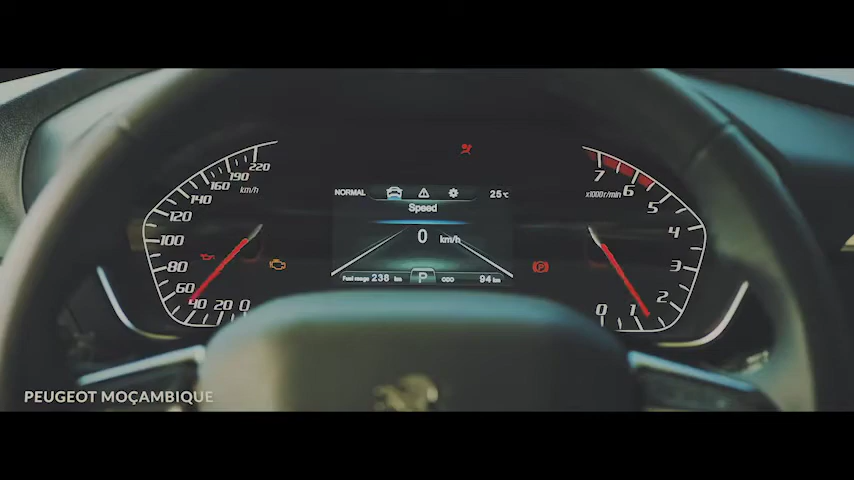 220
190
160
140
120
100
80
60
40
20
0
km/h
NORMAL
25°C
Speed
0 km/h
Fuel range 238 km
P
ODO 94 km
7
6
5
4
3
2
1
0
x1000r/min
P
PEUGEOT MOÇAMBIQUE